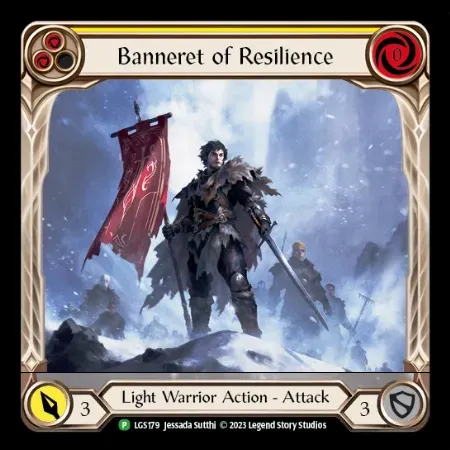 Banneret of Resilience
0
3 Light Warrior Action - Attack 3
P LGS179 Jessada Sutthi © 2023 Legend Story Studios